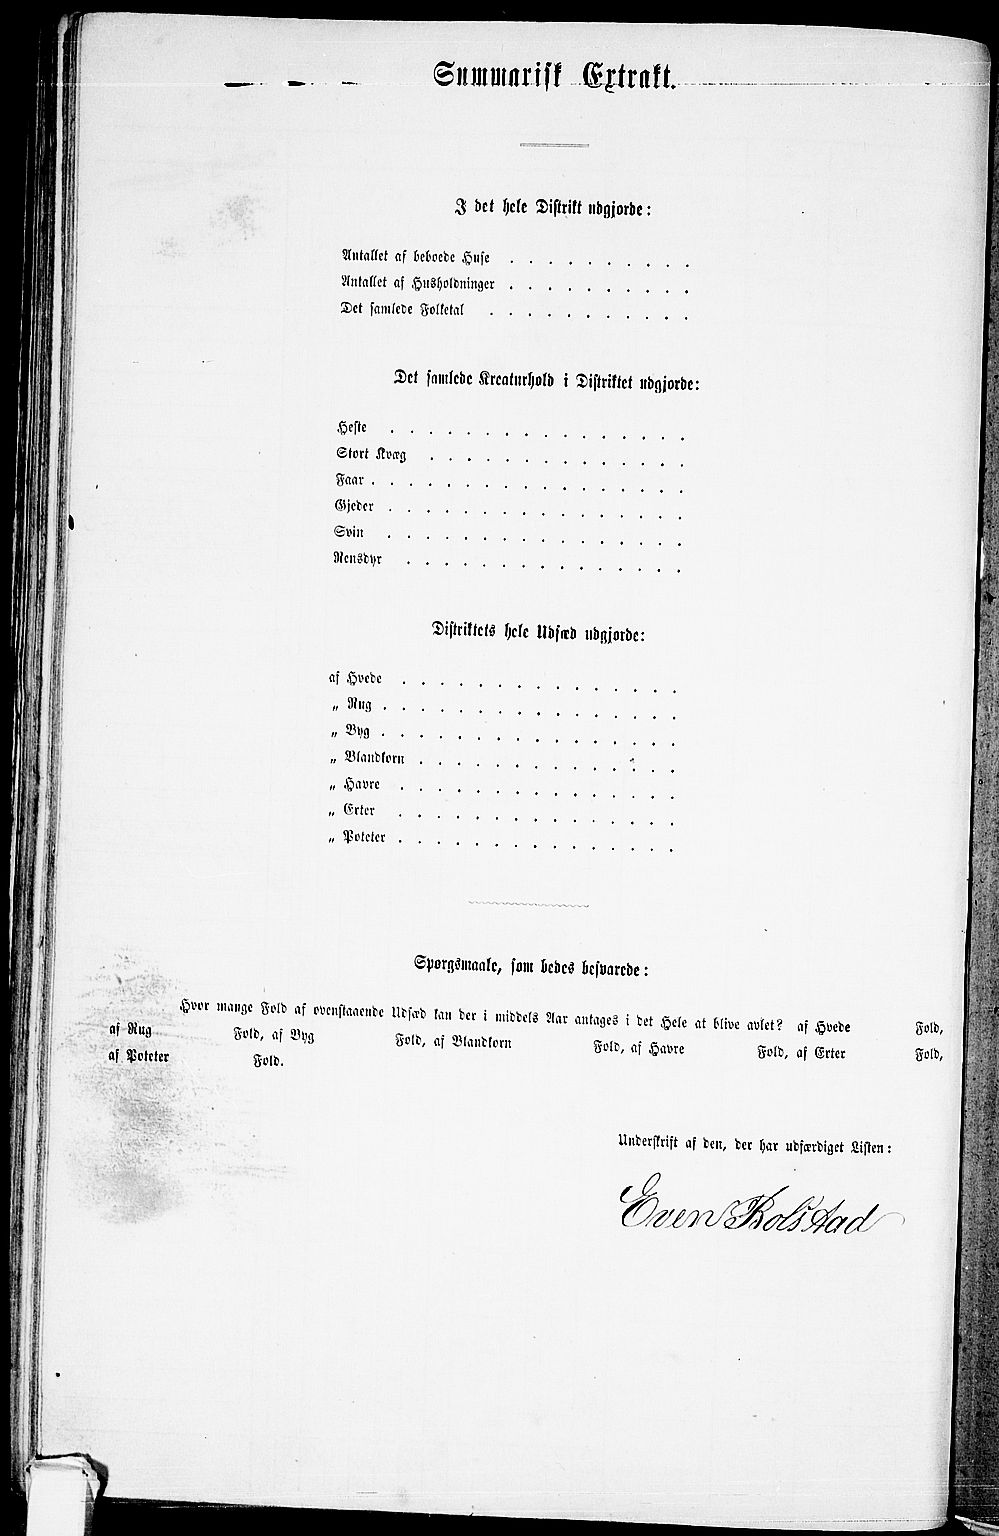 Summarisk Extrakt.
I det hele Distrikt udgjorde:
Antallet af beboede Huse . . . . . . . . . .
Antallet af Husholdninger . . . . . . . . . .
Det samlede Folketal . . . . . . . . . . .
Det samlede Kreaturhold i Distriktet udgjorde:
Heste . . . . . . . . . . . . . . . .
Stort Kvæg . . . . . . . . . . . . . .
Faar . . . . . . . . . . . . . . . . .
Gjeder . . . . . . . . . . . . . . . .
Svin . . . . . . . . . . . . . . . .
Rensdyr . . . . . . . . . . . . . . .
Distriktets hele Udsæd udgjorde:
af Hvede . . . . . . . . . . . . . . .
„ Rug . . . . . . . . . . . . . . . .
„ Byg . . . . . . . . . . . . . . . .
„ Blandkorn . . . . . . . . . . . . . .
„ Havre . . . . . . . . . . . . . . .
„ Erter . . . . . . . . . . . . . . .
„ Poteter . . . . . . . . . . . . . . .
Spørgsmaale, som bedes besvarede:
Hvor mange Fold af ovenstaaende Udsæd kan der i middels Aar antages i det Hele at blive avlet? af Hvede Fold,
af Rug Fold, af Byg Fold, af Blandkorn Fold, af Havre Fold, af Erter Fold,
af Poteter Fold.
Underskrift af den, der har udfærdiget Listen:
Even Kolstad